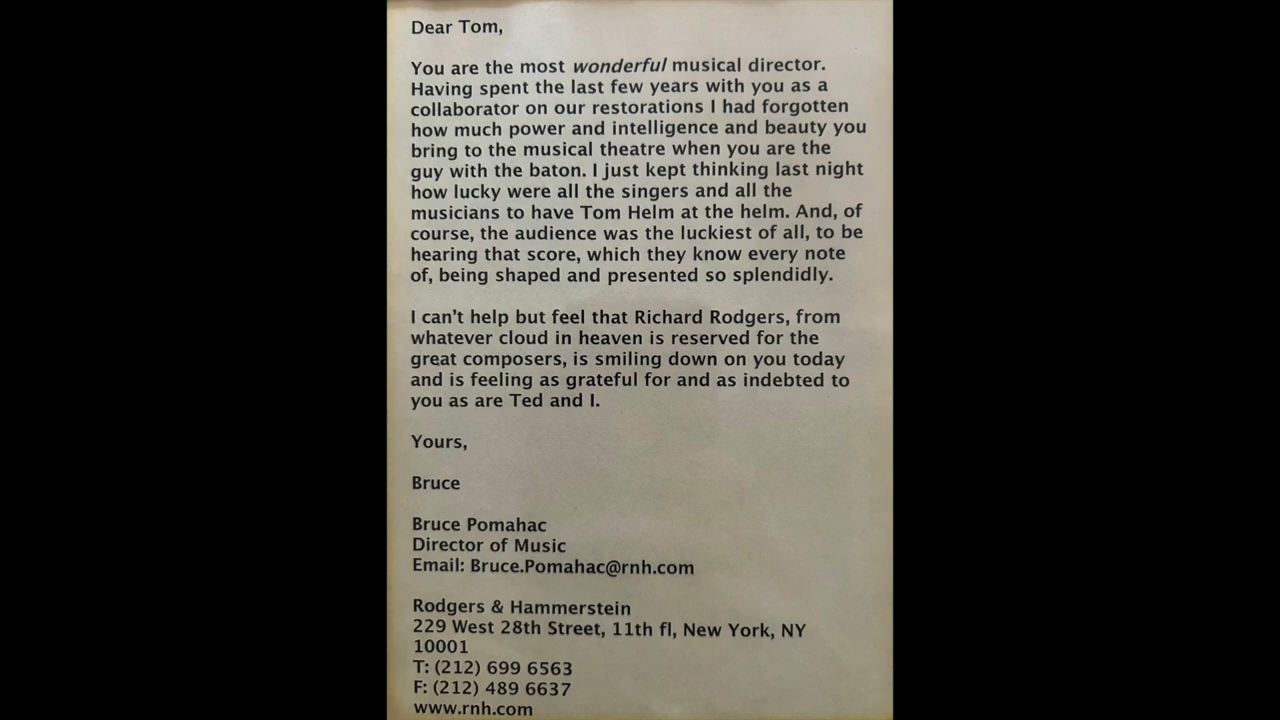 Dear Tom,
You are the most wonderful musical director.
Having spent the last few years with you as a
collaborator on our restorations I had forgotten
how much power and intelligence and beauty you
bring to the musical theatre when you are the
guy with the baton. I just kept thinking last night
how lucky were all the singers and all the
musicians to have Tom Helm at the helm. And, of
course, the audience was the luckiest of all, to be
hearing that score, which they know every note
of, being shaped and presented so splendidly.
I can't help but feel that Richard Rodgers, from
whatever cloud in heaven is reserved for the
great composers, is smiling down on you today
and is feeling as grateful for and as indebted to
you as are Ted and I.
Yours,
Bruce
Bruce Pomahac
Director of Music
Email: Bruce.Pomahac@rnh.com
Rodgers & Hammerstein
229 West 28th Street, 11th fl, New York, NY
10001
T: (212) 699 6563
F: (212) 489 6637
www.rnh.com